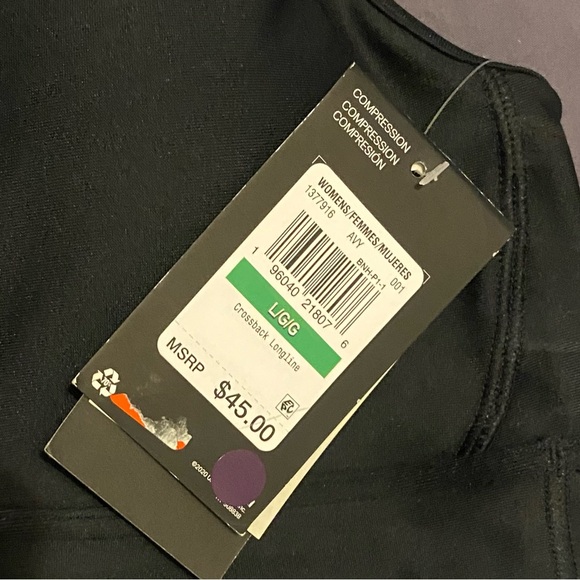 COMPRESSION
COMPRESSION
COMPRESIÓN
WOMENS/FEMMES/MUJERES
1377916 AVY 001
BNH-P1-1
1 96040 21807 6
L/G/G
Crossback Longline
MSRP $45.00
©2020